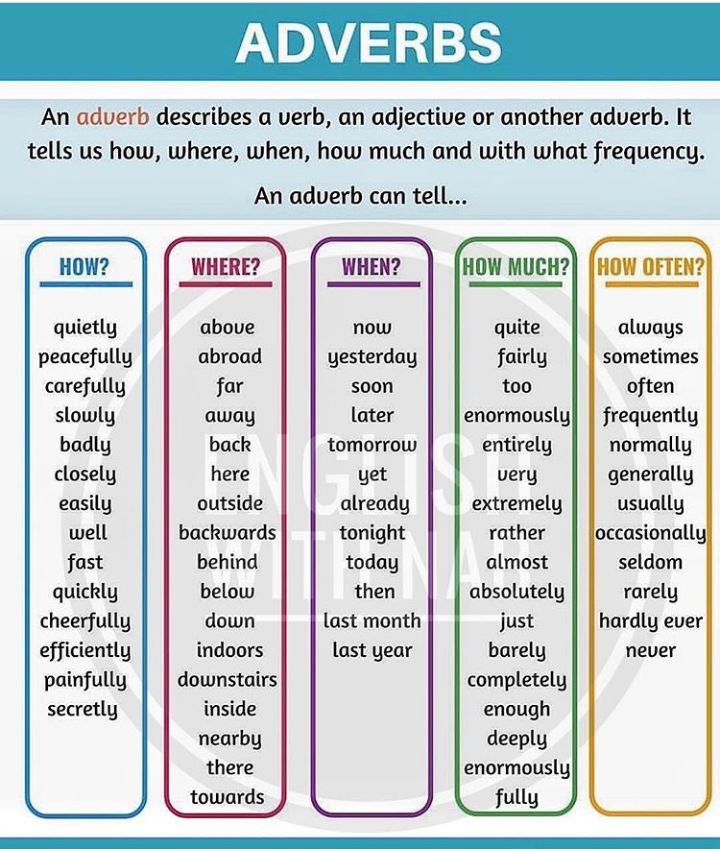 ADVERBS
An adverb describes a verb, an adjective or another adverb. It
tells us how, where, when, how much and with what frequency.
An adverb can tell...
HOW?
quietly
peacefully
carefully
slowly
badly
closely
easily
well
fast
quickly
cheerfully
efficiently
painfully
secretly
WHERE?
above
abroad
far
away
back
here
outside
backwards
behind
below
down
indoors
downstairs
inside
nearby
there
towards
WHEN?
now
yesterday
soon
later
tomorrow
yet
already
tonight
today
then
last month
last year
HOW MUCH?
quite
fairly
too
enormously
entirely
very
extremely
rather
almost
absolutely
just
barely
completely
enough
deeply
enormously
fully
HOW OFTEN?
always
sometimes
often
frequently
normally
generally
usually
occasionally
seldom
rarely
hardly ever
never
ENGLISH
WITH NAB